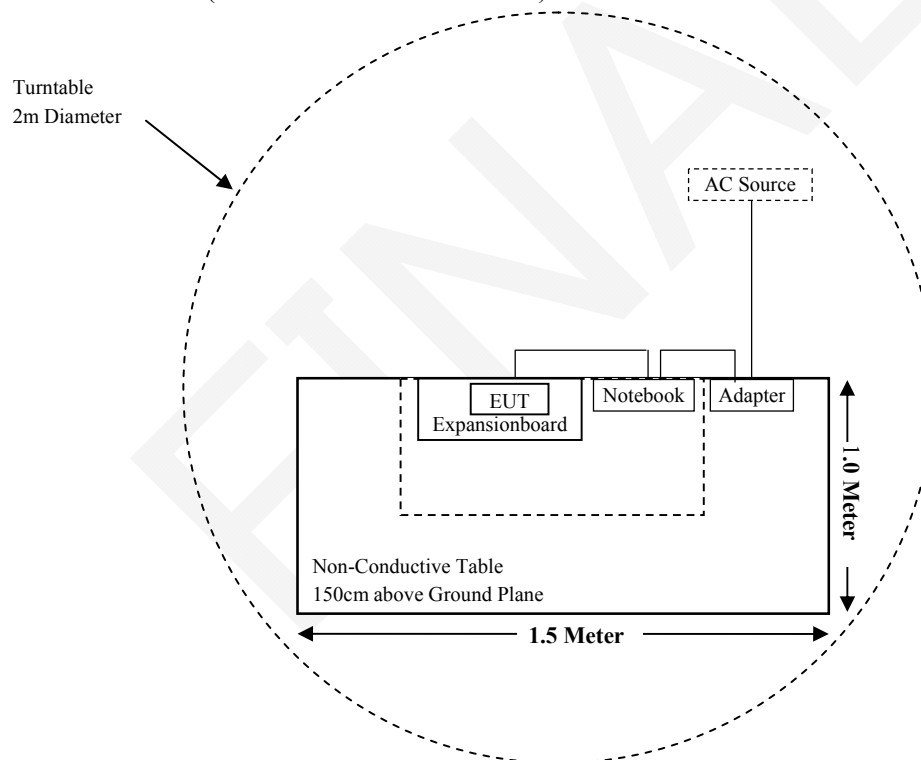 Turntable
2m Diameter
AC Source
EUT
Expansionboard
Notebook
Adapter
1.0 Meter
Non-Conductive Table
150cm above Ground Plane
1.5 Meter